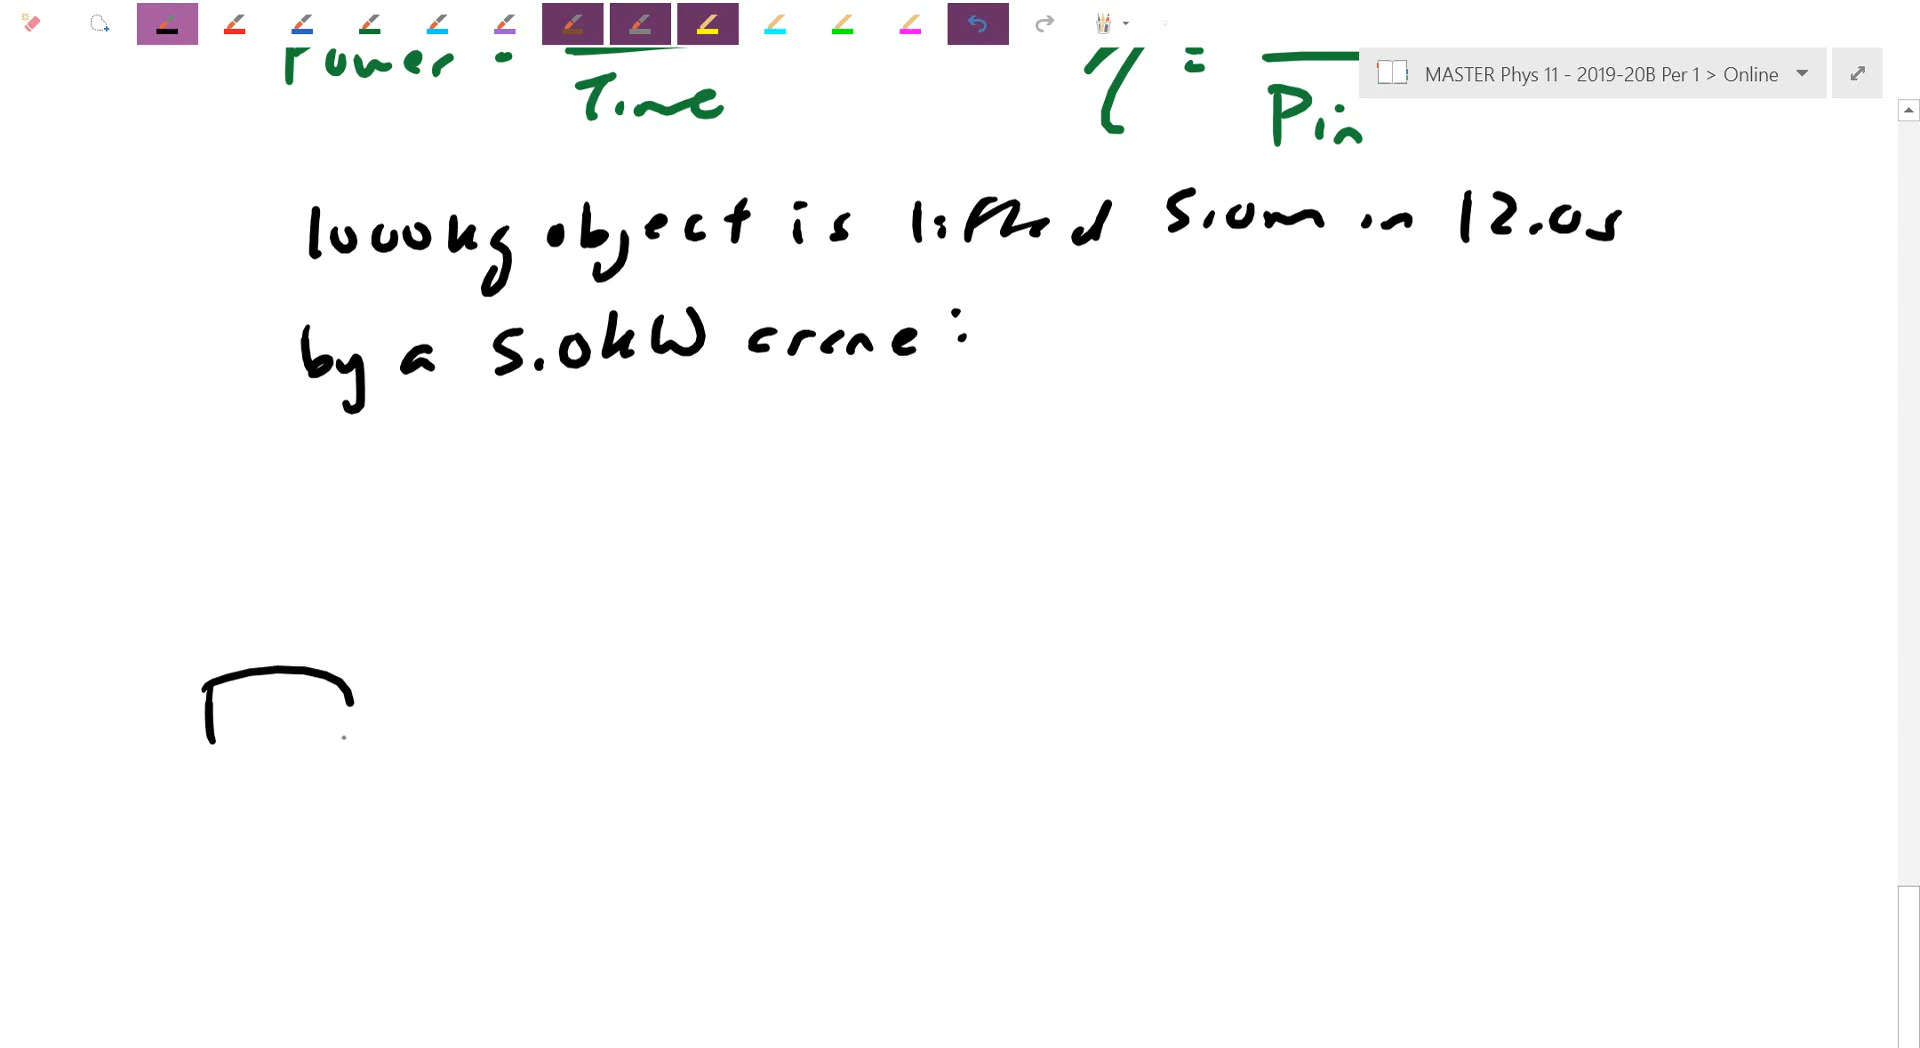 Power =
Time
η =
Pin
MASTER Phys 11 - 2019-20B Per 1 > Online
1000kg object is lifted 5.0m in 12.0s
by a 5.0kW crane: